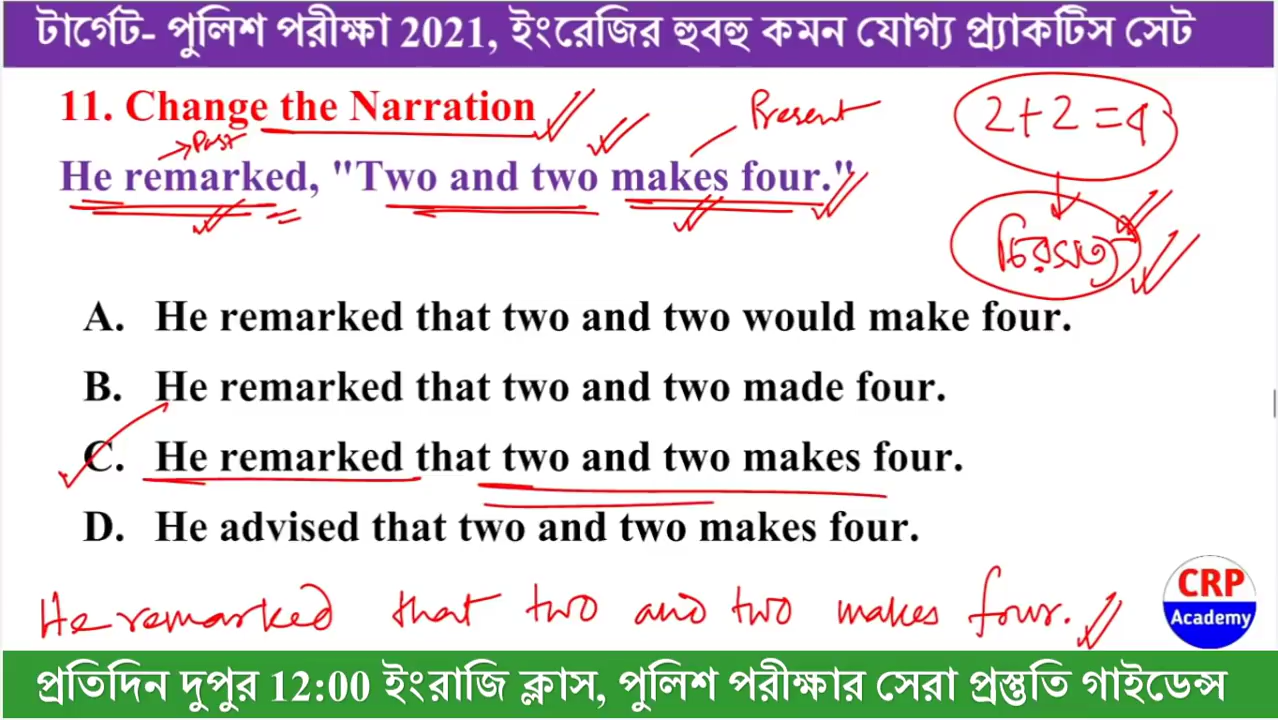 টার্গেট- পুলিশ পরীক্ষা 2021, ইংরেজির হুবহু কমন যোগ্য প্র্যাকটিস সেট
11. Change the Narration
Present
2+2=4
Past
He remarked, "Two and two makes four."
চিরসত্য
A. He remarked that two and two would make four.
B. He remarked that two and two made four.
C. He remarked that two and two makes four.
D. He advised that two and two makes four.
He remarked that two and two makes four.
CRP
Academy
প্রতিদিন দুপুর 12:00 ইংরাজি ক্লাস, পুলিশ পরীক্ষার সেরা প্রস্তুতি গাইডেন্স